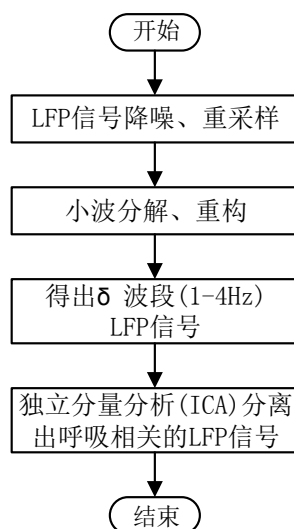 开始
LFP信号降噪、重采样
小波分解、重构
得出δ 波段(1-4Hz)
LFP信号
独立分量分析(ICA)分离
出呼吸相关的LFP信号
结束